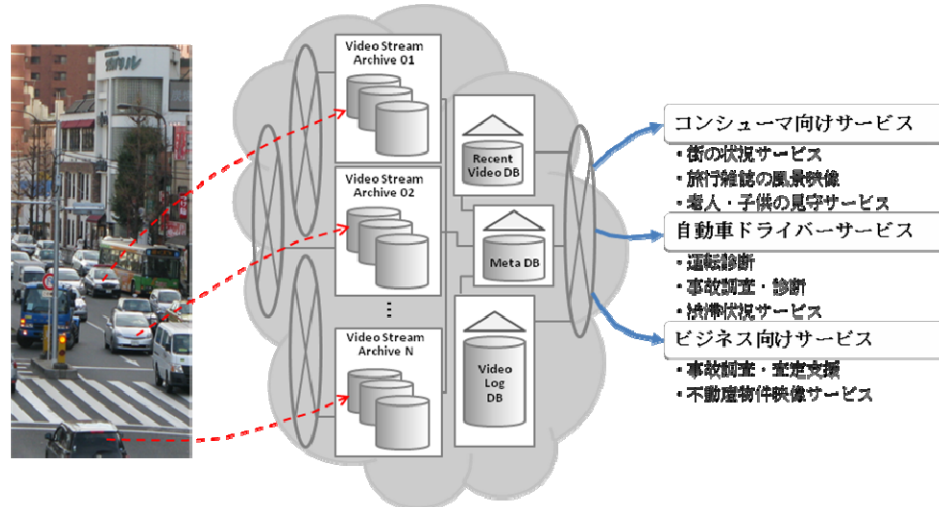 Video Stream
Archive 01
Video Stream
Archive 02
Video Stream
Archive N
Recent
Video DB
Meta DB
Video
Log
DB
コンシューマ向けサービス
・街の状況サービス
・旅行雑誌の風景映像
・老人・子供の見守サービス
自動車ドライバーサービス
・運転診断
・事故調査・診断
・渋滞状況サービス
ビジネス向けサービス
・事故調査・査定支援
・不動産物件映像サービス